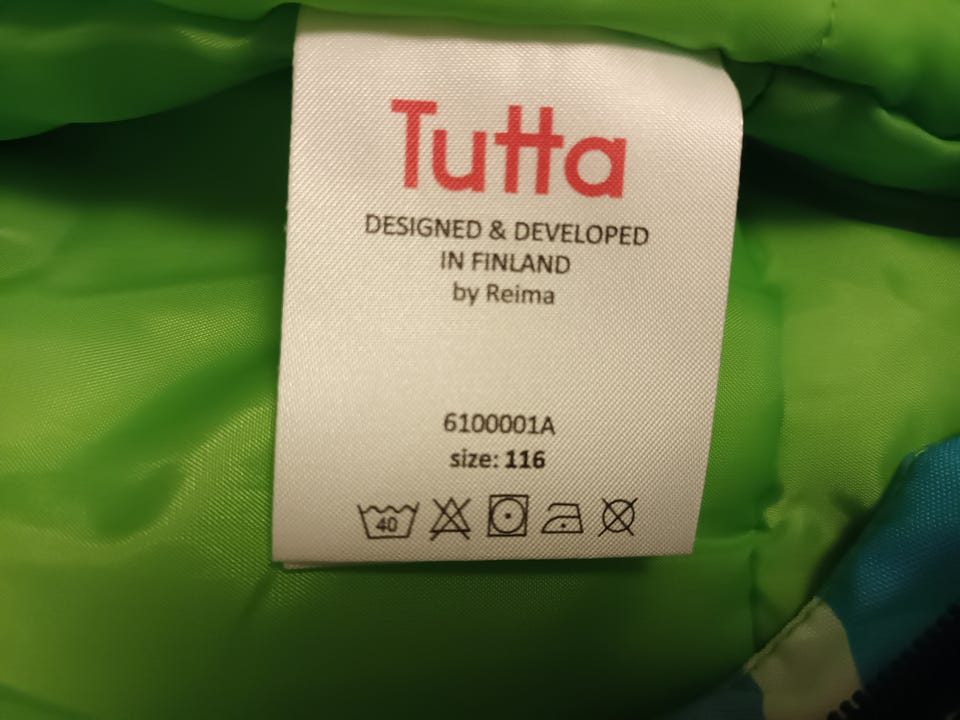 Tutta
DESIGNED & DEVELOPED
IN FINLAND
by Reima
6100001A
size: 116
40